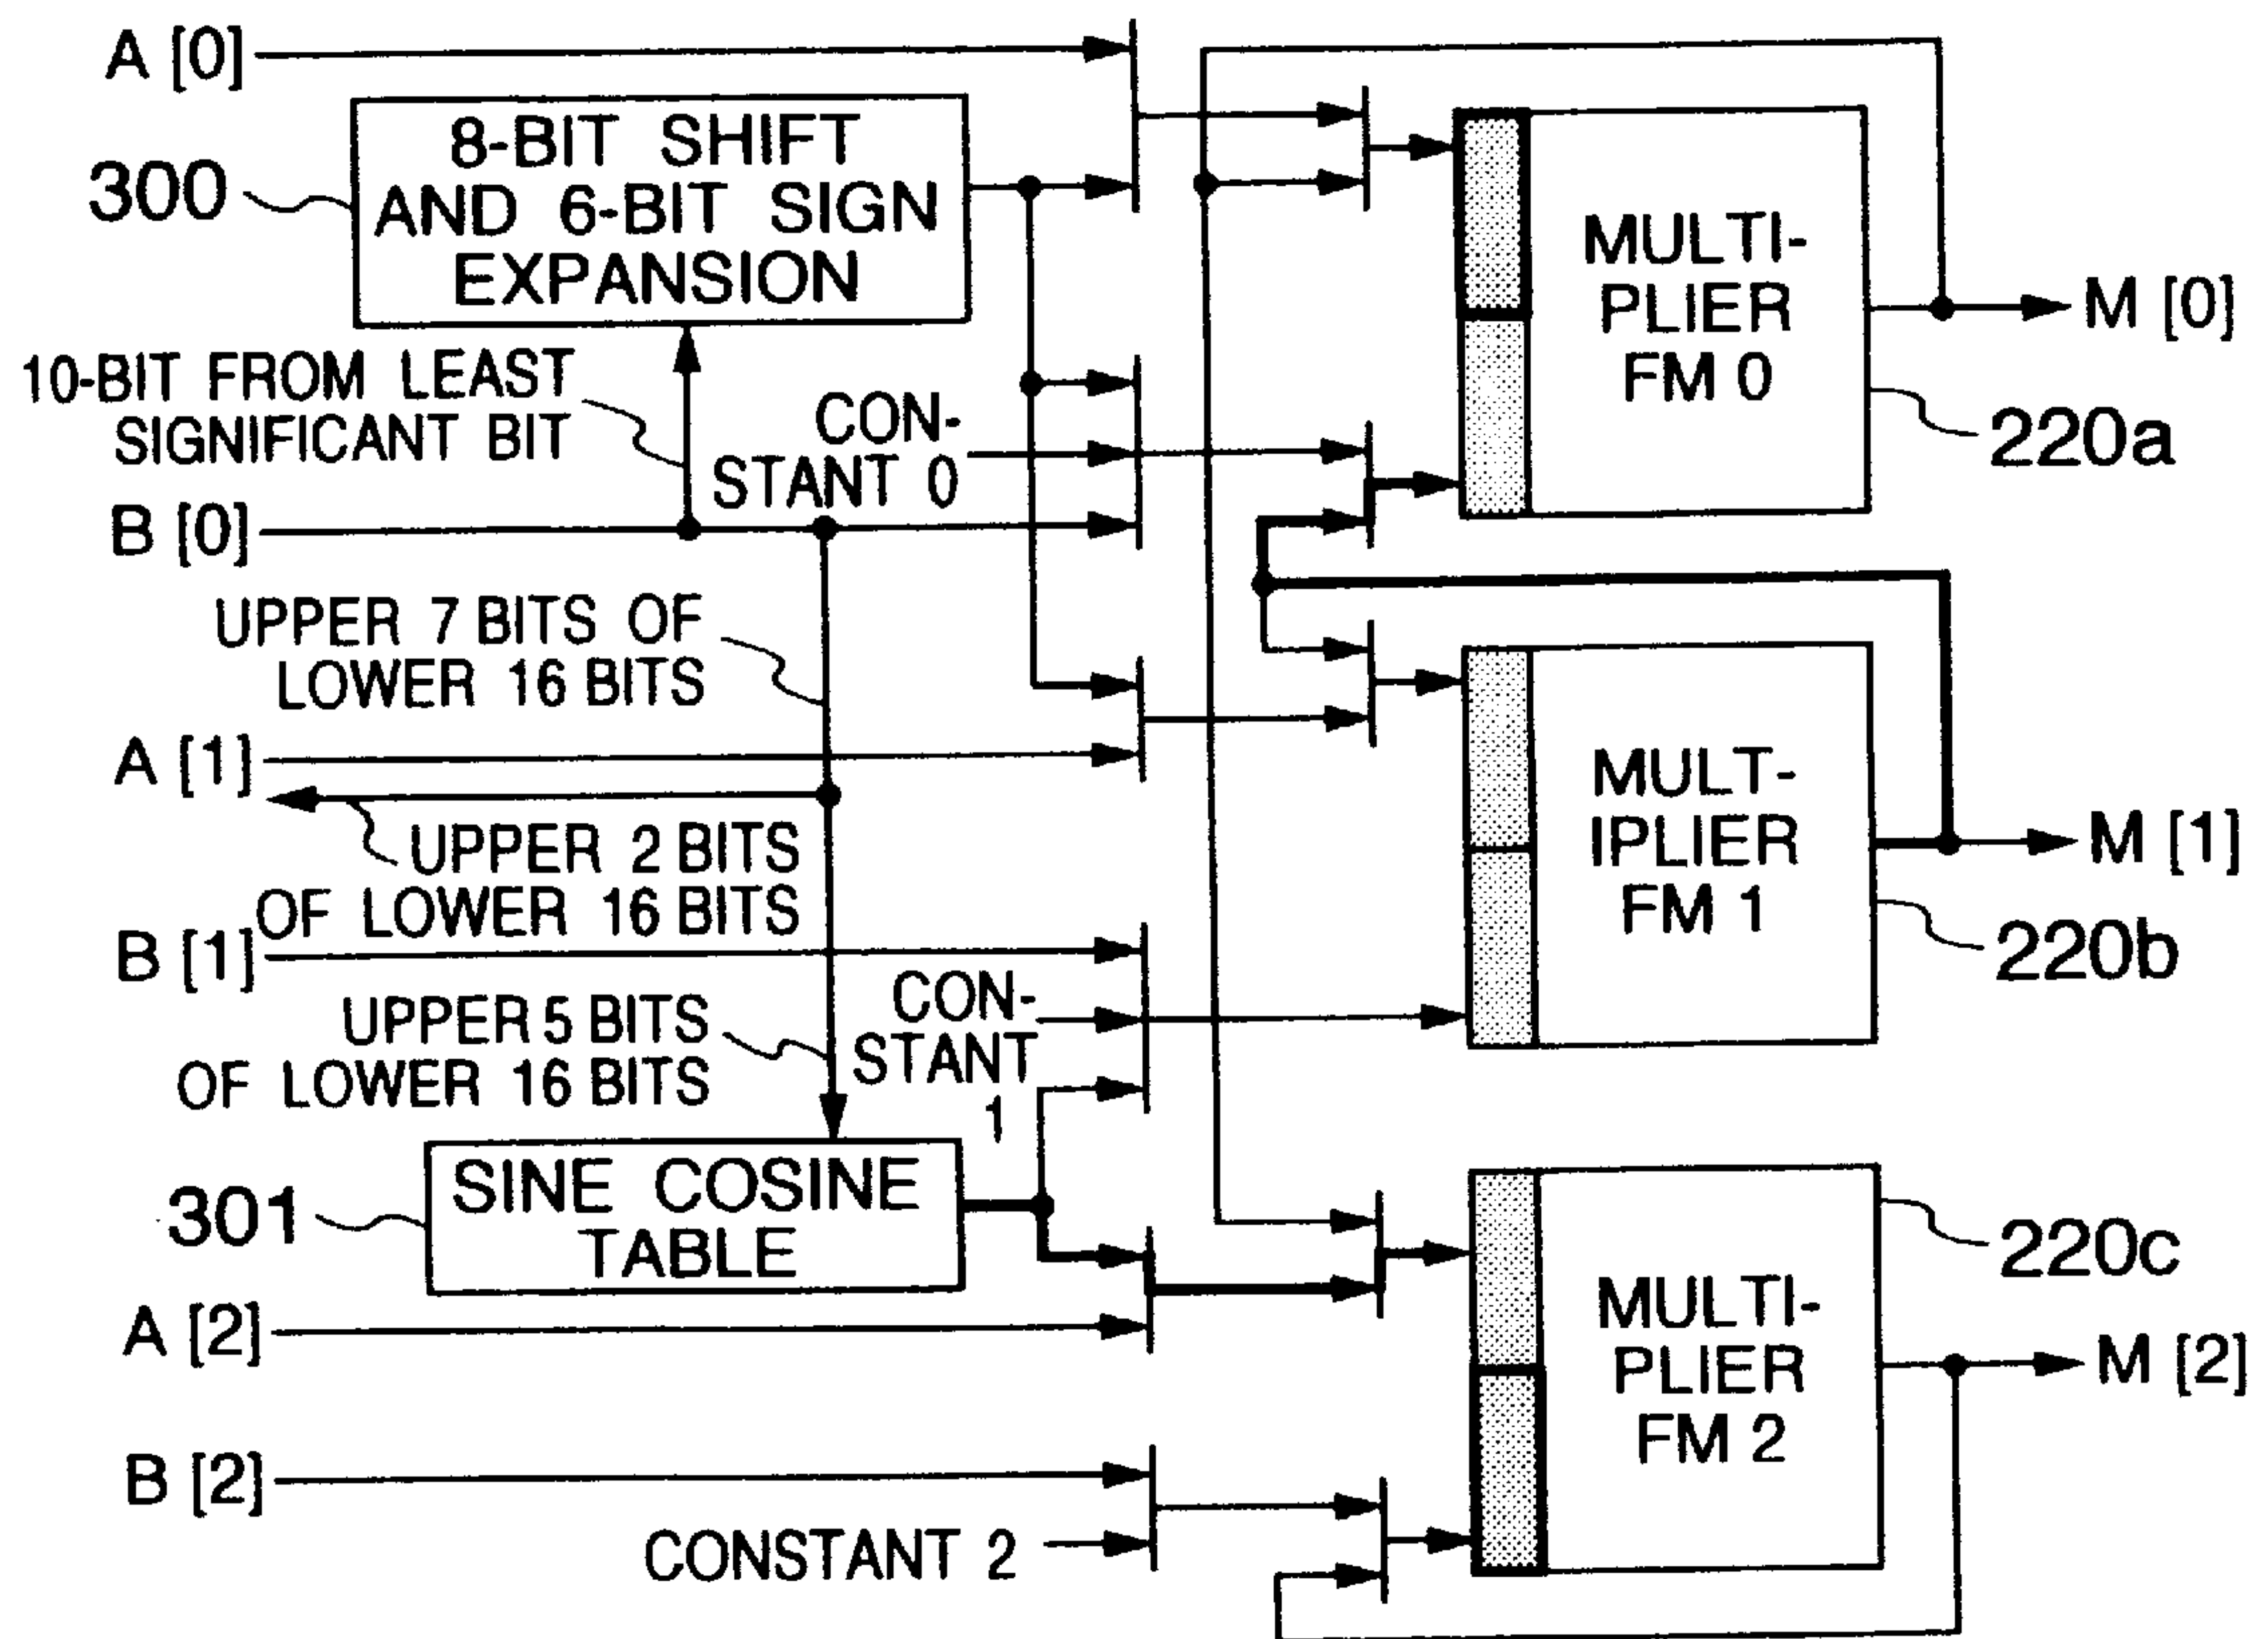 A [0]
8-BIT SHIFT
AND 6-BIT SIGN
EXPANSION
300
MULTI-
PLIER
FM 0
M [0]
220a
10-BIT FROM LEAST
SIGNIFICANT BIT
CON-
STANT 0
B [0]
UPPER 7 BITS OF
LOWER 16 BITS
A [1]
UPPER 2 BITS
OF LOWER 16 BITS
MULT-
IPLIER
FM 1
M [1]
220b
B [1]
CON-
STANT
1
UPPER 5 BITS
OF LOWER 16 BITS
SINE COSINE
TABLE
301
220c
A [2]
MULTI-
PLIER
FM 2
M [2]
B [2]
CONSTANT 2